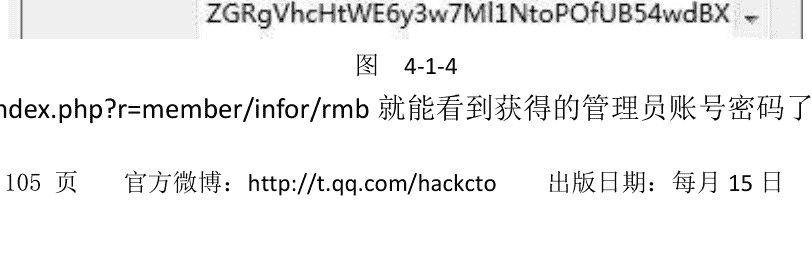 ZGRgVhcHtWE6y3w7Ml1NtoPOfUB54wdBX
图 4-1-4
ndex.php?r=member/infor/rmb 就能看到获得的管理员账号密码了
105 页 官方微博：http://t.qq.com/hackcto 出版日期：每月 15 日